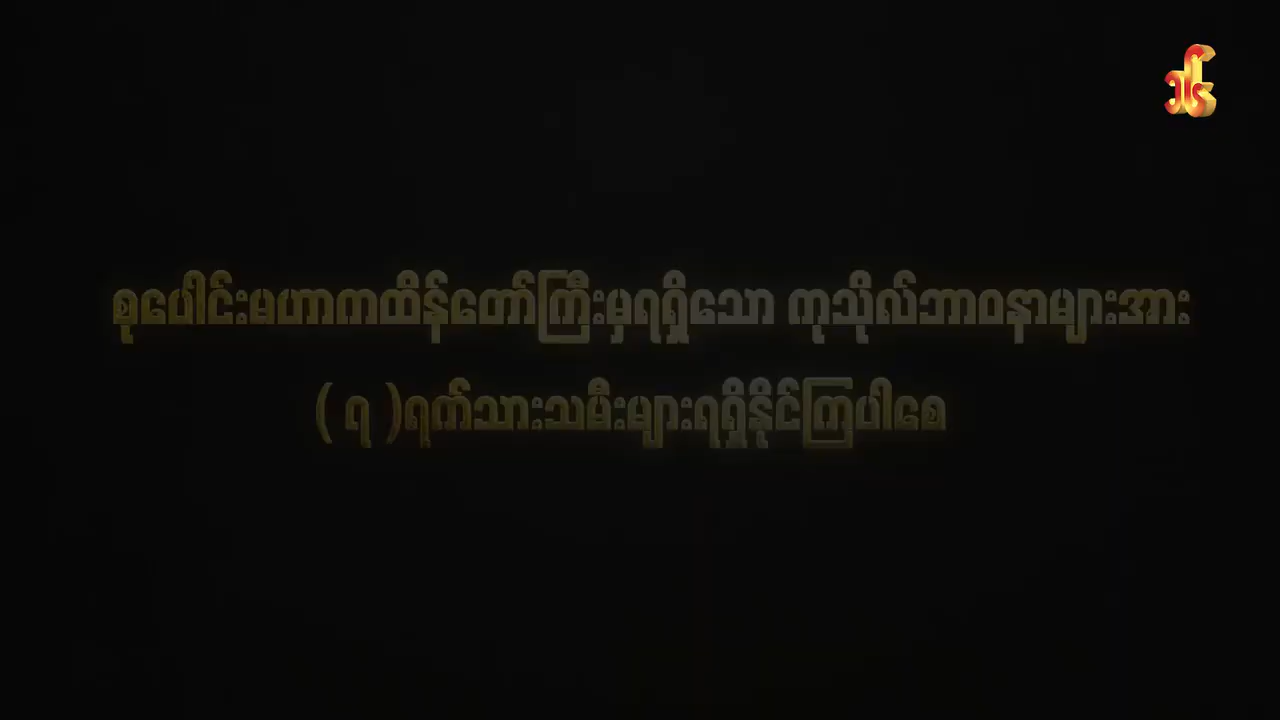 စုပေါင်းမဟာကထိန်တော်ကြီးမှရရှိသော ကုသိုလ်ဘာဝနာများအား
( ၇ )ရက်သားသမီးများရရှိနိုင်ကြပါစေ